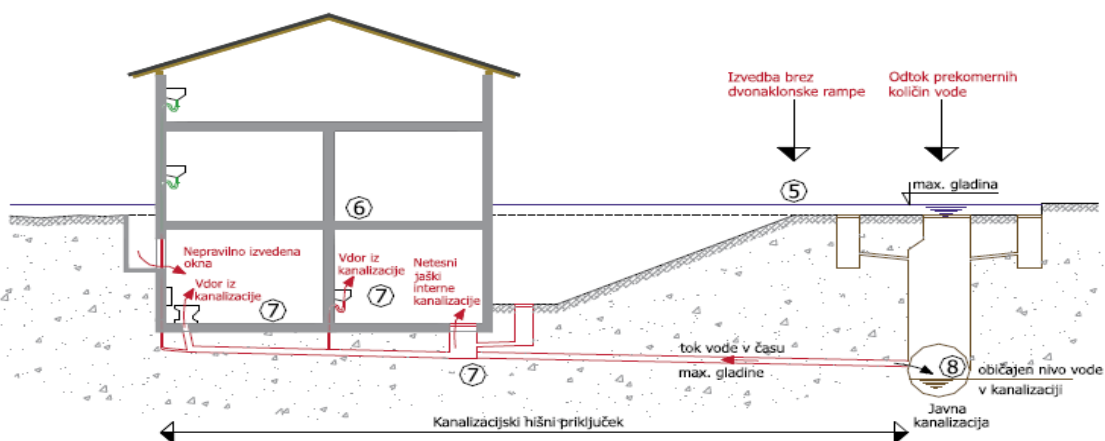 Izvedba brez
dvonaklonske rampe
Odtok prekomernih
količin vode
5
max. gladina
6
Nepravilno izvedena
okna
Vdor iz
kanalizacije
7
Vdor iz
kanalizacije
7
Netesni
jaški
interne
kanalizacije
7
tok vode v času
max. gladine
8
običajen nivo vode
v kanalizaciji
Javna
kanalizacija
Kanalizacijski hišni priključek